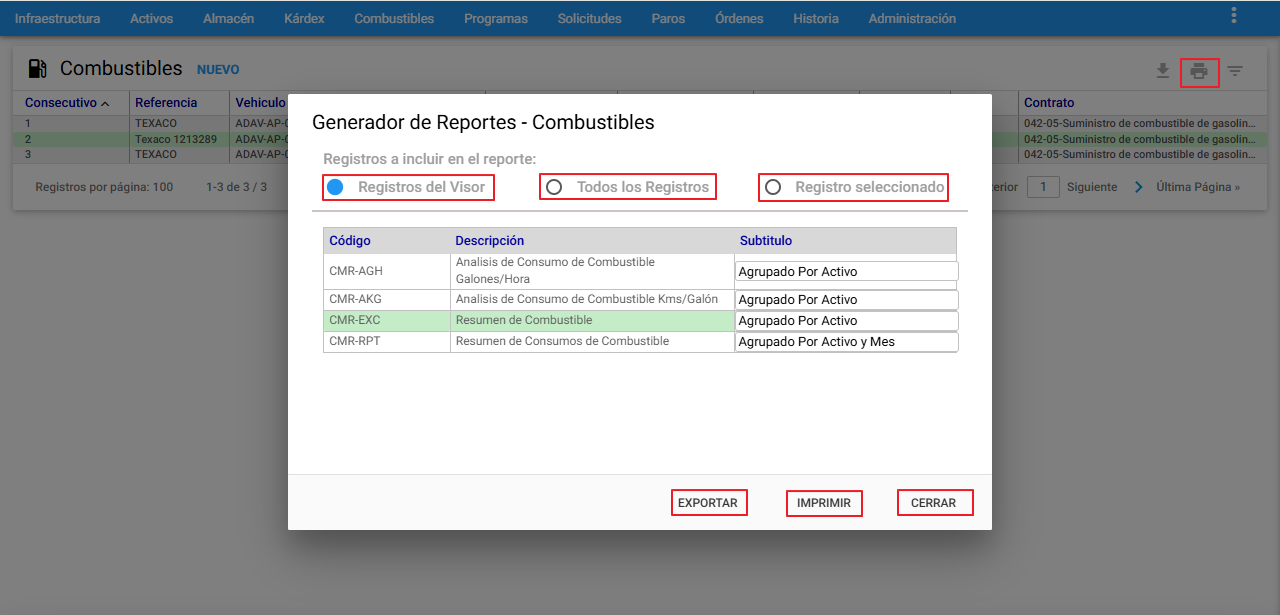 Infraestructura Activos Almacén Kárdex Combustibles Programas Solicitudes Paros Órdenes Historia Administración
Combustibles NUEVO
Consecutivo Referencia Vehiculo Contrato
1 TEXACO ADAV-AP-0 042-05-Suministro de combustible de gasolin...
2 Texaco 1213289 ADAV-AP-0 042-05-Suministro de combustible de gasolin...
3 TEXACO ADAV-AP-0 042-05-Suministro de combustible de gasolin...
Registros por página: 100 1-3 de 3 / 3 erior 1 Siguiente Última Página »
Generador de Reportes - Combustibles
Registros a incluir en el reporte:
Registros del Visor Todos los Registros Registro seleccionado
Código Descripción Subtitulo
CMR-AGH Analisis de Consumo de Combustible Galones/Hora Agrupado Por Activo
CMR-AKG Analisis de Consumo de Combustible Kms/Galón Agrupado Por Activo
CMR-EXC Resumen de Combustible Agrupado Por Activo
CMR-RPT Resumen de Consumos de Combustible Agrupado Por Activo y Mes
EXPORTAR IMPRIMIR CERRAR